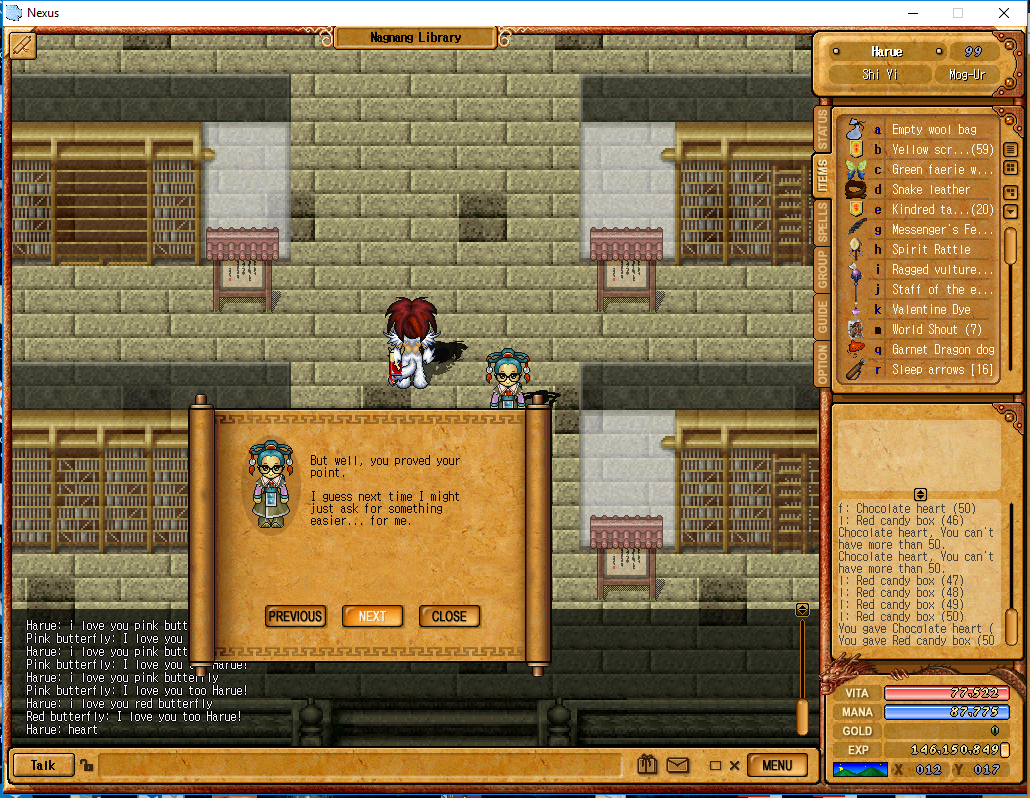 Nexus
Nagnang Library
Harue
99
Shi Yi
Mog-Ur
STATUS
ITEMS
SPELLS
GROUP
GUIDE
OPTION
a Empty wool bag
b Yellow scr...(59)
c Green faerie w...
d Snake leather
e Kindred ta...(20)
g Messenger's Fe...
h Spirit Rattle
i Ragged vulture...
j Staff of the e...
k Valentine Dye
m World Shout (7)
q Garnet Dragon dog
r Sleep arrows [16]
But well, you proved your
point.
I guess next time I might
just ask for something
easier... for me.
PREVIOUS
NEXT
CLOSE
f: Chocolate heart (50)
l: Red candy box (46)
Chocolate heart, You can't
have more than 50.
Chocolate heart, You can't
have more than 50.
l: Red candy box (47)
l: Red candy box (48)
l: Red candy box (49)
l: Red candy box (50)
You gave Chocolate heart (
You gave Red candy box (50
Harue: i love you pink butt
Pink butterfly: I love you
Harue: i love you pink butt
Pink butterfly: I love you Harue!
Harue: i love you pink butterfly
Pink butterfly: I love you too Harue!
Harue: i love you red butterfly
Red butterfly: I love you too Harue!
Harue: heart
VITA 77,522
MANA 87,775
GOLD 0
EXP 146,150,849
X 012 Y 017
Talk
MENU